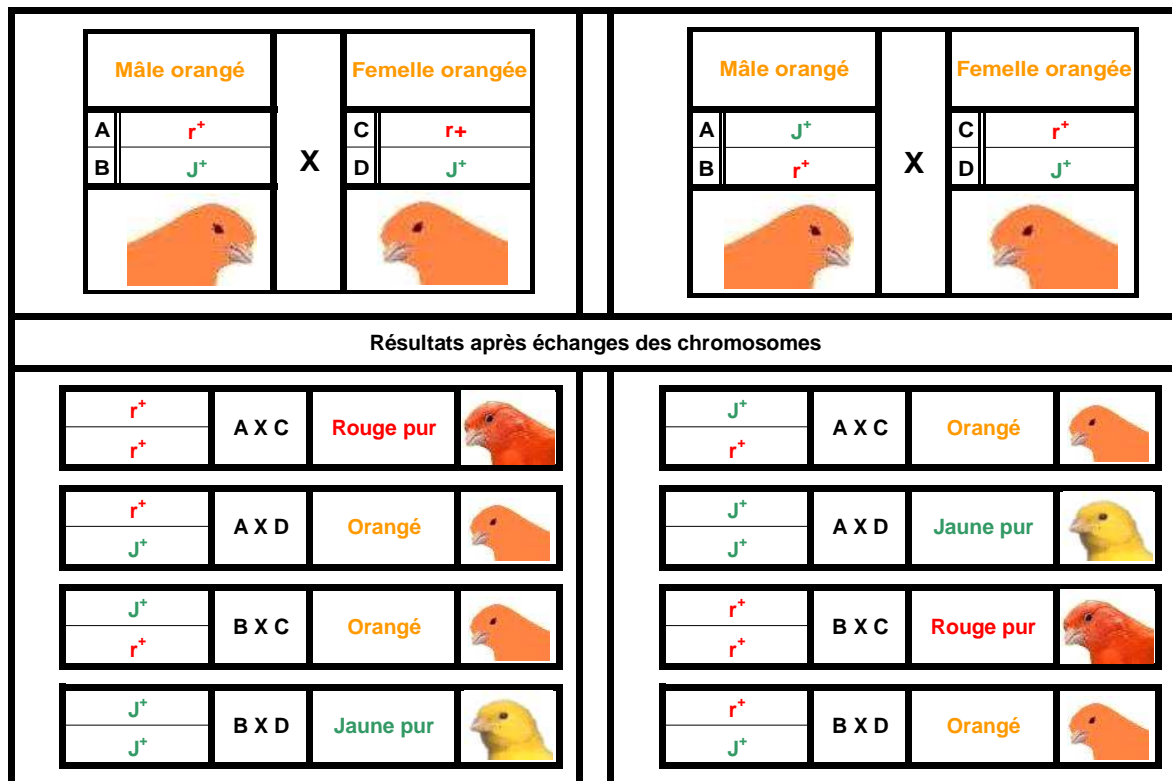 Mâle orangé X Femelle orangée
A r⁺ C r+
B J⁺ D J⁺
Mâle orangé X Femelle orangée
A J⁺ C r⁺
B r⁺ D J⁺
Résultats après échanges des chromosomes
r⁺
r⁺
A X C Rouge pur
r⁺
J⁺
A X D Orangé
J⁺
r⁺
B X C Orangé
J⁺
J⁺
B X D Jaune pur
J⁺
r⁺
A X C Orangé
J⁺
J⁺
A X D Jaune pur
r⁺
r⁺
B X C Rouge pur
r⁺
J⁺
B X D Orangé